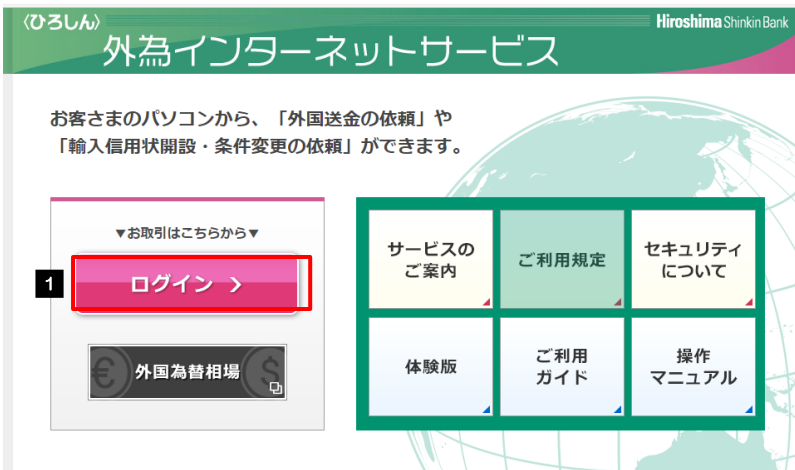 〈ひろしん〉
Hiroshima Shinkin Bank
外為インターネットサービス
お客さまのパソコンから、「外国送金の依頼」や
「輸入信用状開設・条件変更の依頼」ができます。
▼お取引はこちらから▼
1
ログイン >
€ 外国為替相場 $
サービスの
ご案内
ご利用規定
セキュリティ
について
体験版
ご利用
ガイド
操作
マニュアル